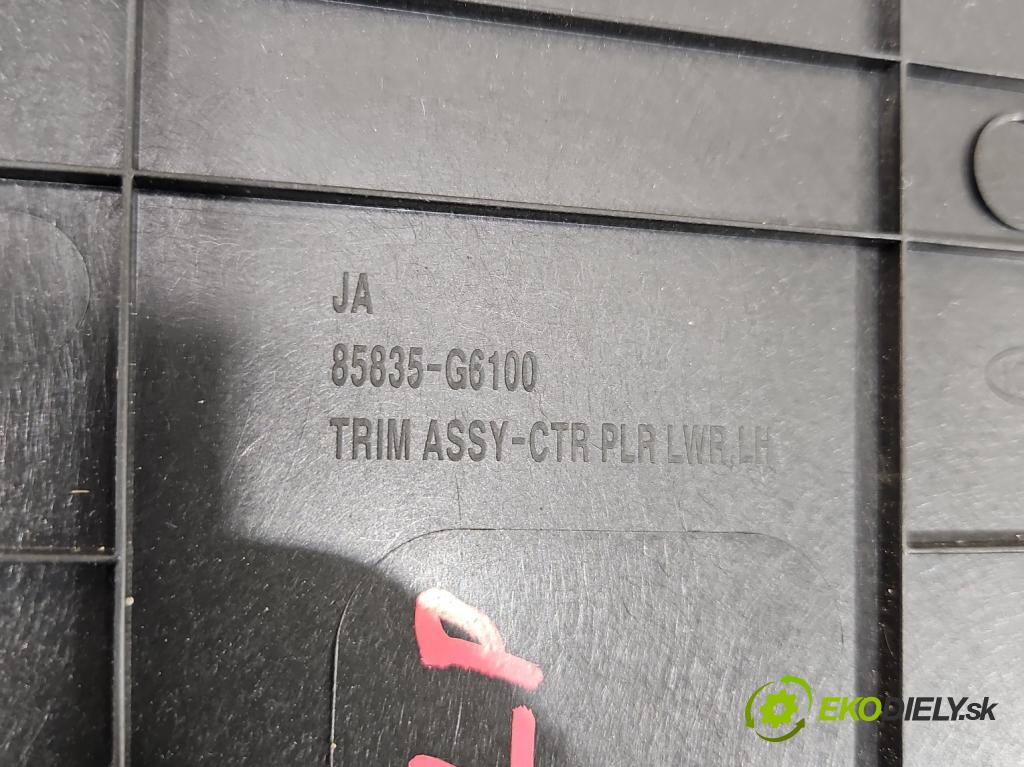 JA
85835-G6100
TRIM ASSY-CTR PLR LWR,LH
EKODIELY.sk